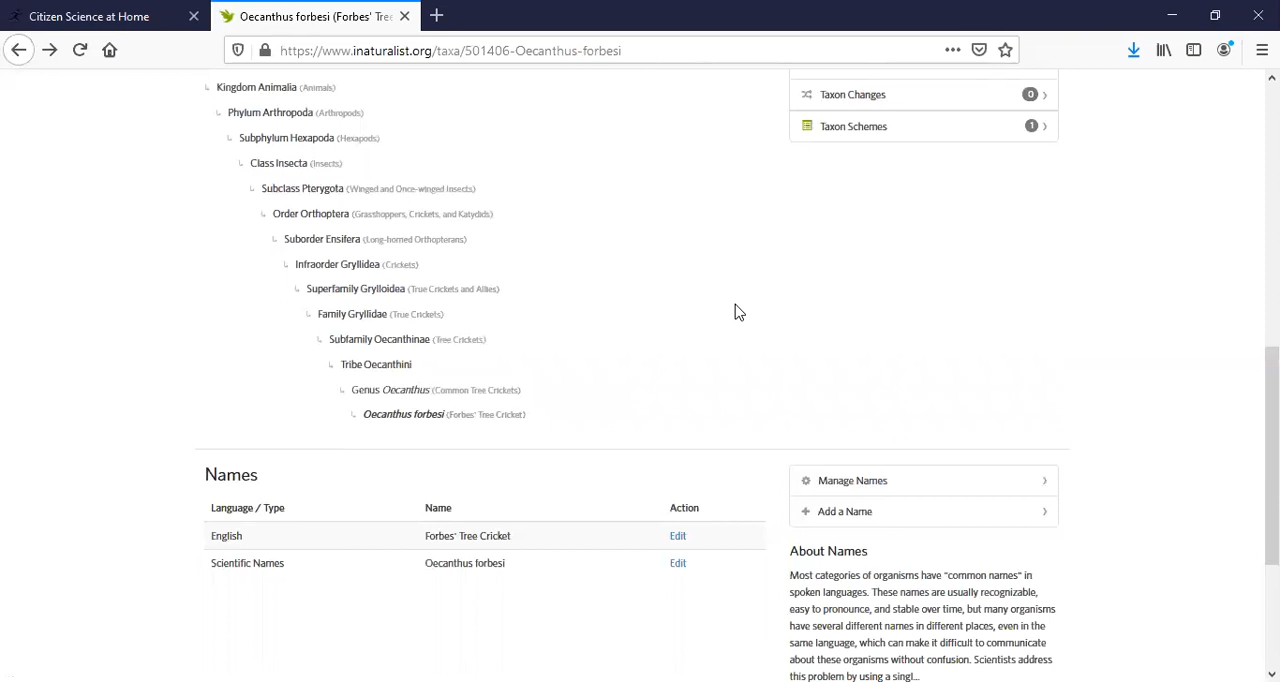 Citizen Science at Home
Oecanthus forbesi (Forbes' Tre
https://www.inaturalist.org/taxa/501406-Oecanthus-forbesi
Kingdom Animalia (Animals)
Phylum Arthropoda (Arthropods)
Subphylum Hexapoda (Hexapods)
Class Insecta (Insects)
Subclass Pterygota (Winged and Once-winged Insects)
Order Orthoptera (Grasshoppers, Crickets, and Katydids)
Suborder Ensifera (Long-horned Orthopterans)
Infraorder Gryllidea (Crickets)
Superfamily Grylloidea (True Crickets and Allies)
Family Gryllidae (True Crickets)
Subfamily Oecanthinae (Tree Crickets)
Tribe Oecanthini
Genus Oecanthus (Common Tree Crickets)
Oecanthus forbesi (Forbes' Tree Cricket)
Taxon Changes 0
Taxon Schemes 1
Names
Language / Type Name Action
English Forbes' Tree Cricket Edit
Scientific Names Oecanthus forbesi Edit
Manage Names
Add a Name
About Names
Most categories of organisms have "common names" in
spoken languages. These names are usually recognizable,
easy to pronounce, and stable over time, but many organisms
have several different names in different places, even in the
same language, which can make it difficult to communicate
about these organisms without confusion. Scientists address
this problem by using a singl...